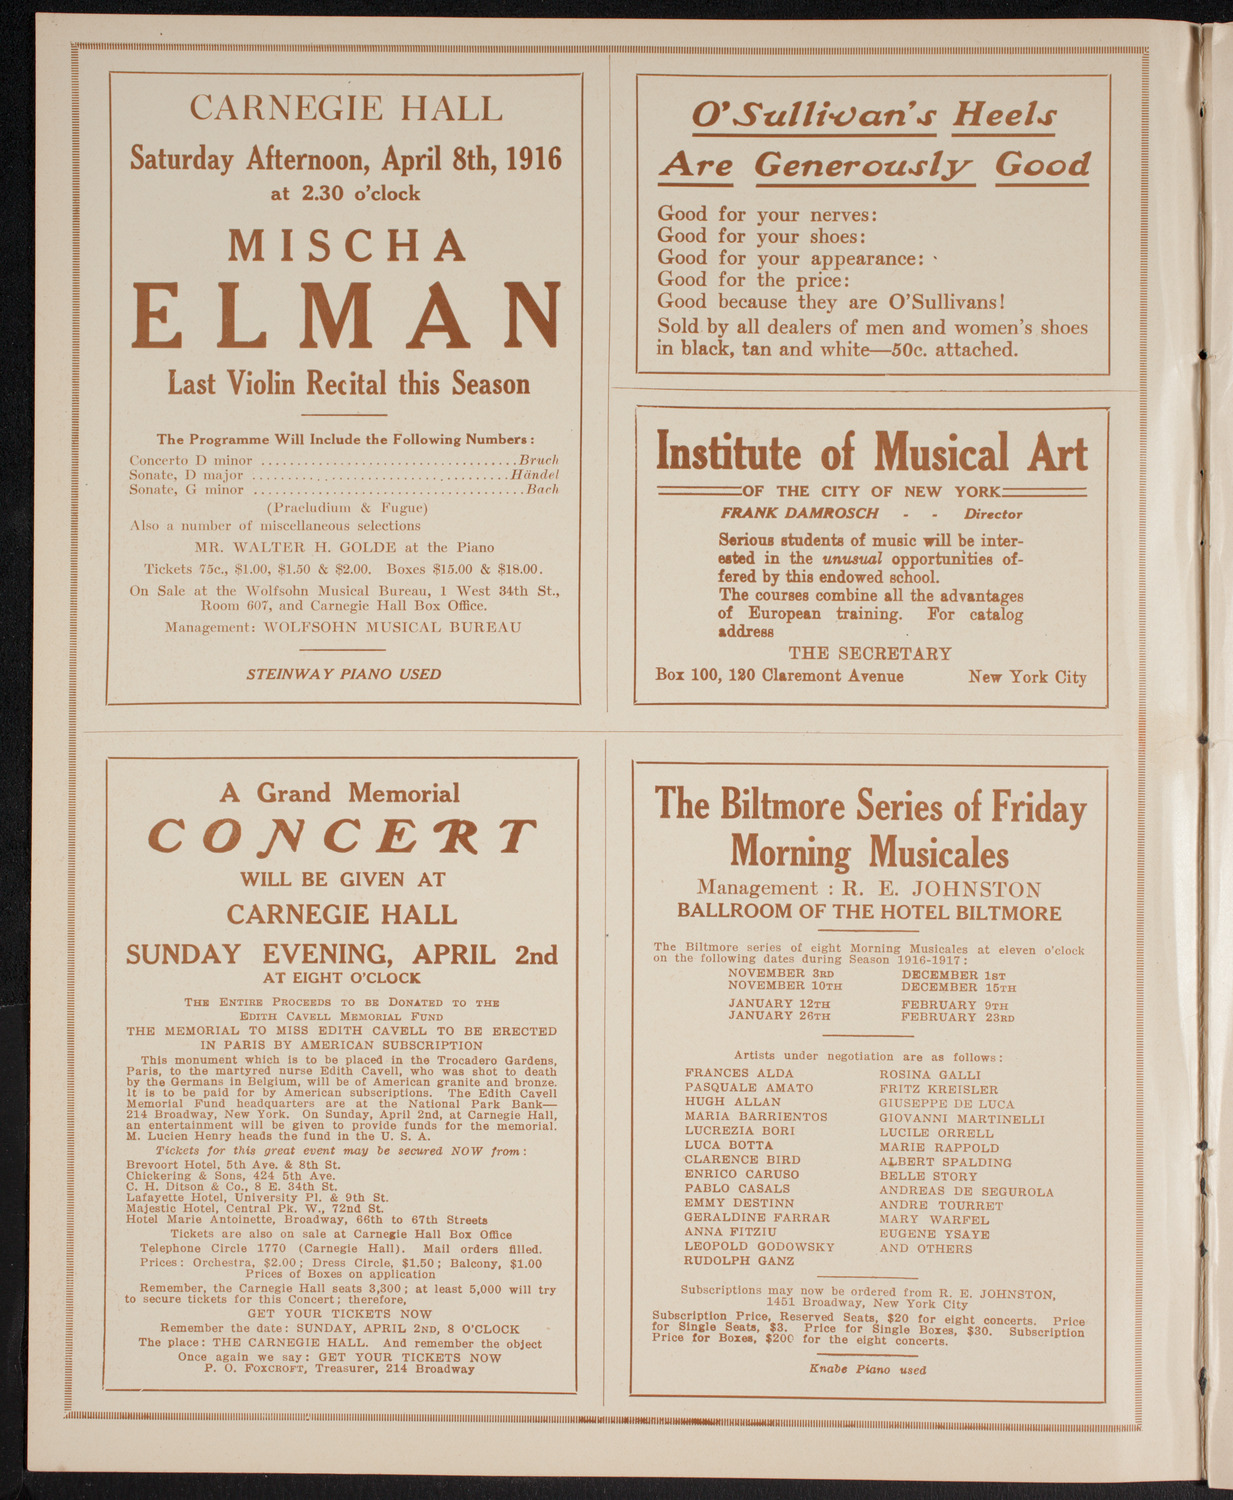 CARNEGIE HALL
Saturday Afternoon, April 8th, 1916
at 2.30 o'clock
MISCHA
ELMAN
Last Violin Recital this Season
The Programme Will Include the Following Numbers:
Concerto D minor ..................................Bruch
Sonate, D major ..................................Händel
Sonate, G minor ....................................Bach
(Praeludium & Fugue)
Also a number of miscellaneous selections
MR. WALTER H. GOLDE at the Piano
Tickets 75c., $1.00, $1.50 & $2.00. Boxes $15.00 & $18.00.
On Sale at the Wolfsohn Musical Bureau, 1 West 34th St.,
Room 607, and Carnegie Hall Box Office.
Management: WOLFSOHN MUSICAL BUREAU
STEINWAY PIANO USED
O'Sullivan's Heels
Are Generously Good
Good for your nerves:
Good for your shoes:
Good for your appearance:
Good for the price:
Good because they are O'Sullivans!
Sold by all dealers of men and women's shoes
in black, tan and white—50c. attached.
Institute of Musical Art
OF THE CITY OF NEW YORK
FRANK DAMROSCH - - Director
Serious students of music will be inter-
ested in the unusual opportunities of-
fered by this endowed school.
The courses combine all the advantages
of European training. For catalog
address
THE SECRETARY
Box 100, 120 Claremont Avenue New York City
A Grand Memorial
CONCERT
WILL BE GIVEN AT
CARNEGIE HALL
SUNDAY EVENING, APRIL 2nd
AT EIGHT O'CLOCK
THE ENTIRE PROCEEDS TO BE DONATED TO THE
EDITH CAVELL MEMORIAL FUND
THE MEMORIAL TO MISS EDITH CAVELL TO BE ERECTED
IN PARIS BY AMERICAN SUBSCRIPTION
This monument which is to be placed in the Trocadero Gardens,
Paris, to the martyred nurse Edith Cavell, who was shot to death
by the Germans in Belgium, will be of American granite and bronze.
It is to be paid for by American subscriptions. The Edith Cavell
Memorial Fund headquarters are at the National Park Bank—
214 Broadway, New York. On Sunday, April 2nd, at Carnegie Hall,
an entertainment will be given to provide funds for the memorial.
M. Lucien Henry heads the fund in the U. S. A.
Tickets for this great event may be secured NOW from:
Brevoort Hotel, 5th Ave. & 8th St.
Chickering & Sons, 424 5th Ave.
C. H. Ditson & Co., 8 E. 34th St.
Lafayette Hotel, University Pl. & 9th St.
Majestic Hotel, Central Pk. W., 72nd St.
Hotel Marie Antoinette, Broadway, 66th to 67th Streets
Tickets are also on sale at Carnegie Hall Box Office
Telephone Circle 1770 (Carnegie Hall). Mail orders filled.
Prices: Orchestra, $2.00; Dress Circle, $1.50; Balcony, $1.00
Prices of Boxes on application
Remember, the Carnegie Hall seats 3,300; at least 5,000 will try
to secure tickets for this Concert; therefore,
GET YOUR TICKETS NOW
Remember the date: SUNDAY, APRIL 2ND, 8 O'CLOCK
The place: THE CARNEGIE HALL. And remember the object
Once again we say: GET YOUR TICKETS NOW
P. O. FOXCROFT, Treasurer, 214 Broadway
The Biltmore Series of Friday
Morning Musicales
Management : R. E. JOHNSTON
BALLROOM OF THE HOTEL BILTMORE
The Biltmore series of eight Morning Musicales at eleven o'clock
on the following dates during Season 1916-1917:
NOVEMBER 3RD DECEMBER 1ST
NOVEMBER 10TH DECEMBER 15TH
JANUARY 12TH FEBRUARY 9TH
JANUARY 26TH FEBRUARY 23RD
Artists under negotiation are as follows:
FRANCES ALDA ROSINA GALLI
PASQUALE AMATO FRITZ KREISLER
HUGH ALLAN GIUSEPPE DE LUCA
MARIA BARRIENTOS GIOVANNI MARTINELLI
LUCREZIA BORI LUCILE ORRELL
LUCA BOTTA MARIE RAPPOLD
CLARENCE BIRD ALBERT SPALDING
ENRICO CARUSO BELLE STORY
PABLO CASALS ANDREAS DE SEGUROLA
EMMY DESTINN ANDRE TOURRET
GERALDINE FARRAR MARY WARFEL
ANNA FITZIU EUGENE YSAYE
LEOPOLD GODOWSKY AND OTHERS
RUDOLPH GANZ
Subscriptions may now be ordered from R. E. JOHNSTON,
1451 Broadway, New York City
Subscription Price, Reserved Seats, $20 for eight concerts. Price
for Single Seats, $3. Price for Single Boxes, $30. Subscription
Price for Boxes, $200 for the eight concerts.
Knabe Piano used